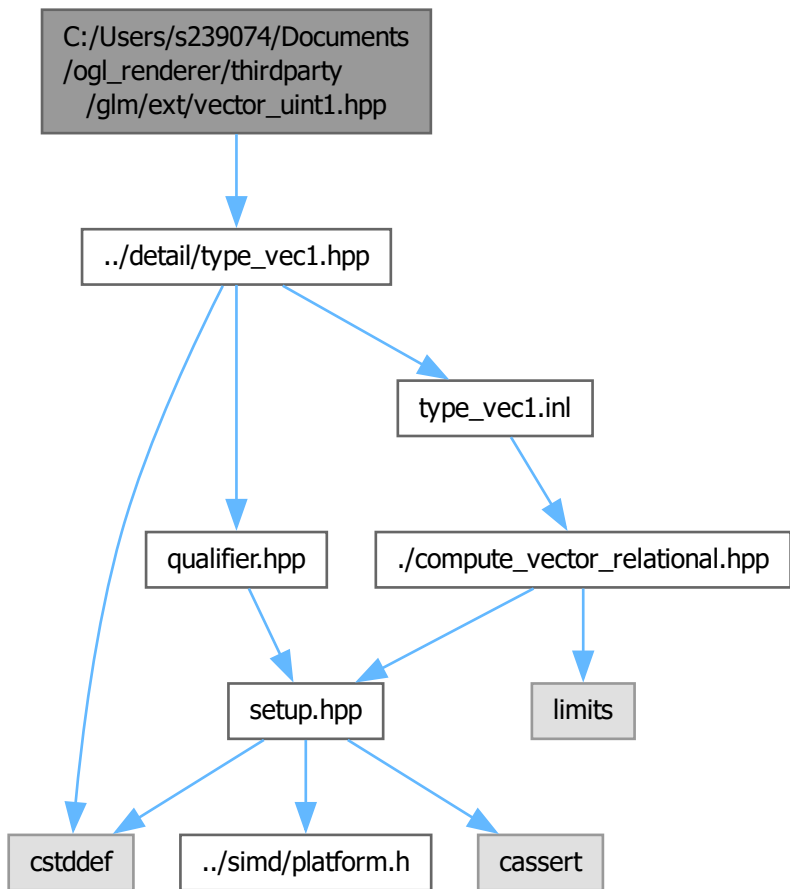 C:/Users/s239074/Documents
/ogl_renderer/thirdparty
/glm/ext/vector_uint1.hpp
../detail/type_vec1.hpp
type_vec1.inl
qualifier.hpp
./compute_vector_relational.hpp
setup.hpp
limits
cstddef
../simd/platform.h
cassert